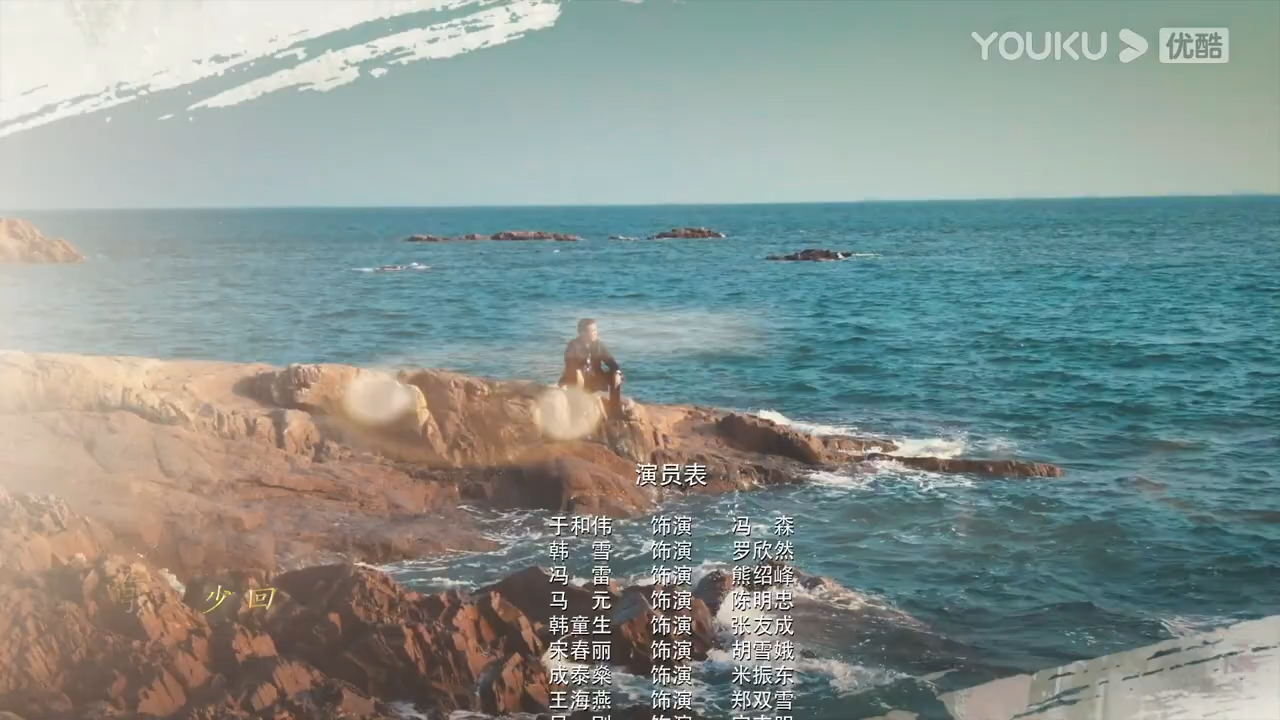 YOUKU 优酷
演员表
于和伟 饰演 冯 森
韩 雪 饰演 罗欣然
冯 雷 饰演 熊绍峰
马 元 饰演 陈明忠
韩童生 饰演 张友成
宋春丽 饰演 胡雪娥
成泰燊 饰演 米振东
少回
王海燕 饰演 郑双雪